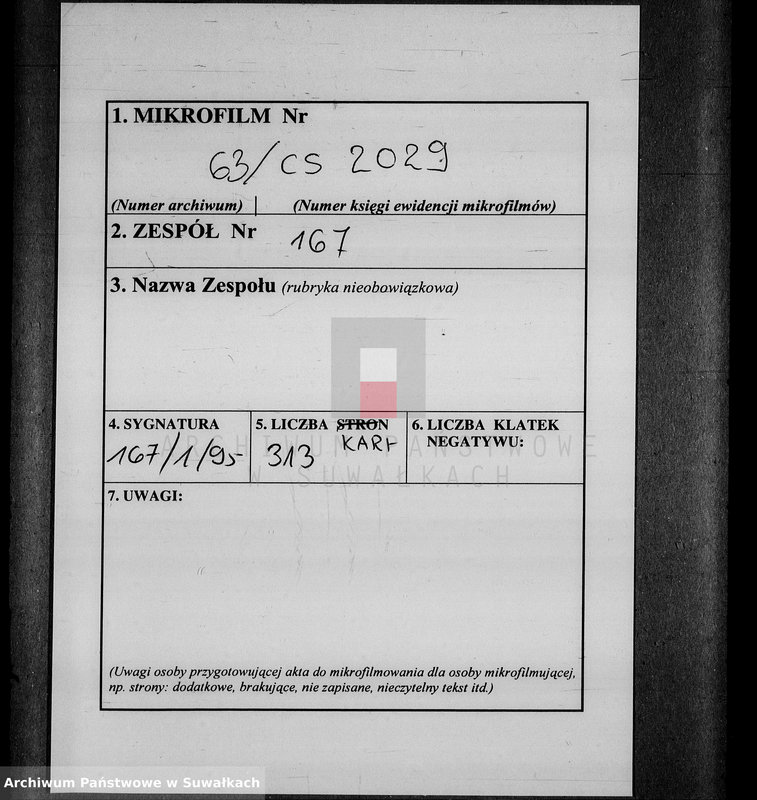 1. MIKROFILM Nr
63/CS 2029
(Numer archiwum) (Numer księgi ewidencji mikrofilmów)
2. ZESPÓŁ Nr 167
3. Nazwa Zespołu (rubryka nieobowiązkowa)
4. SYGNATURA
167/1/95
5. LICZBA STRON
KART
313
6. LICZBA KLATEK
NEGATYWU:
ARCHIWUM PAŃSTWOWE
W SUWAŁKACH
7. UWAGI:
(Uwagi osoby przygotowującej akta do mikrofilmowania dla osoby mikrofilmującej,
np. strony: dodatkowe, brakujące, nie zapisane, nieczytelny tekst itd.)
Archiwum Państwowe w Suwałkach